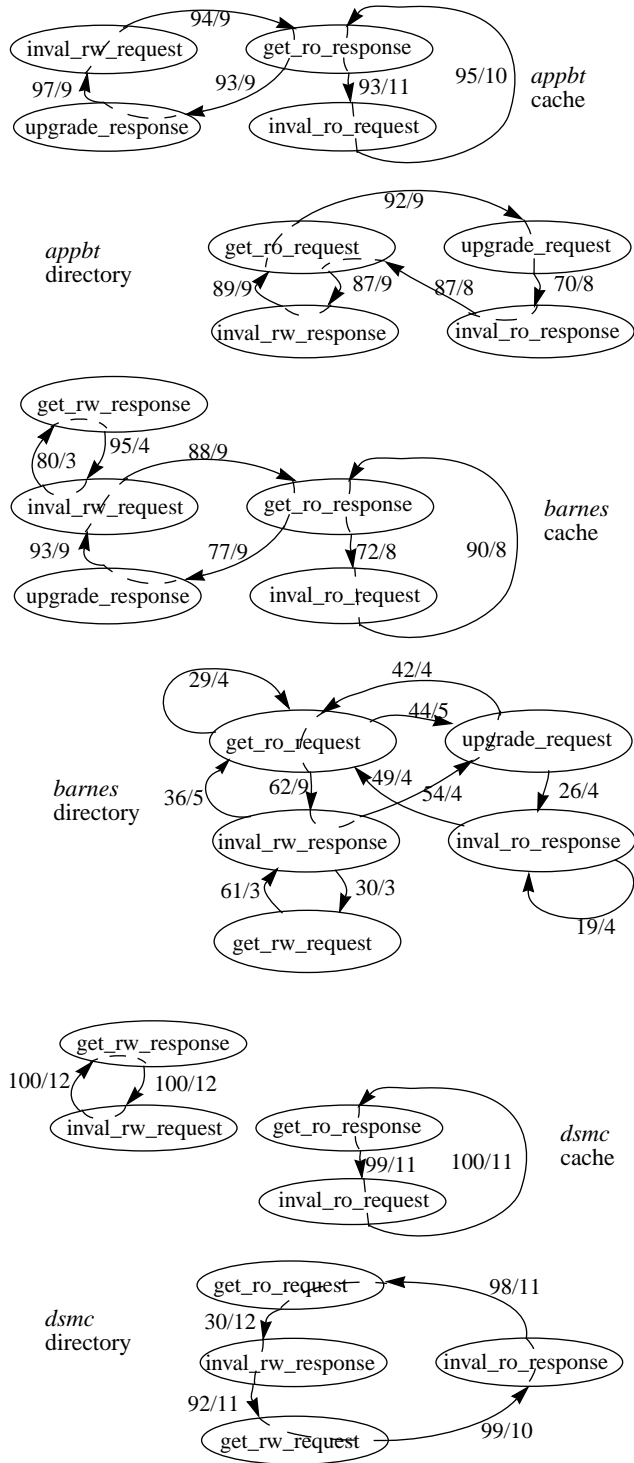 94/9
inval_rw_request
get_ro_response
97/9
93/9
93/11
95/10
appbt
cache
upgrade_response
inval_ro_request
92/9
appbt
directory
get_ro_request
upgrade_request
89/9
87/9
87/8
70/8
inval_rw_response
inval_ro_response
get_rw_response
80/3
95/4
88/9
inval_rw_request
get_ro_response
barnes
cache
93/9
77/9
72/8
90/8
upgrade_response
inval_ro_request
29/4
42/4
44/5
get_ro_request
upgrade_request
barnes
directory
36/5
62/9
49/4
54/4
26/4
inval_rw_response
inval_ro_response
61/3
30/3
19/4
get_rw_request
get_rw_response
100/12
100/12
inval_rw_request
get_ro_response
dsmc
cache
99/11
100/11
inval_ro_request
get_ro_request
98/11
dsmc
directory
30/12
inval_rw_response
inval_ro_response
92/11
get_rw_request
99/10